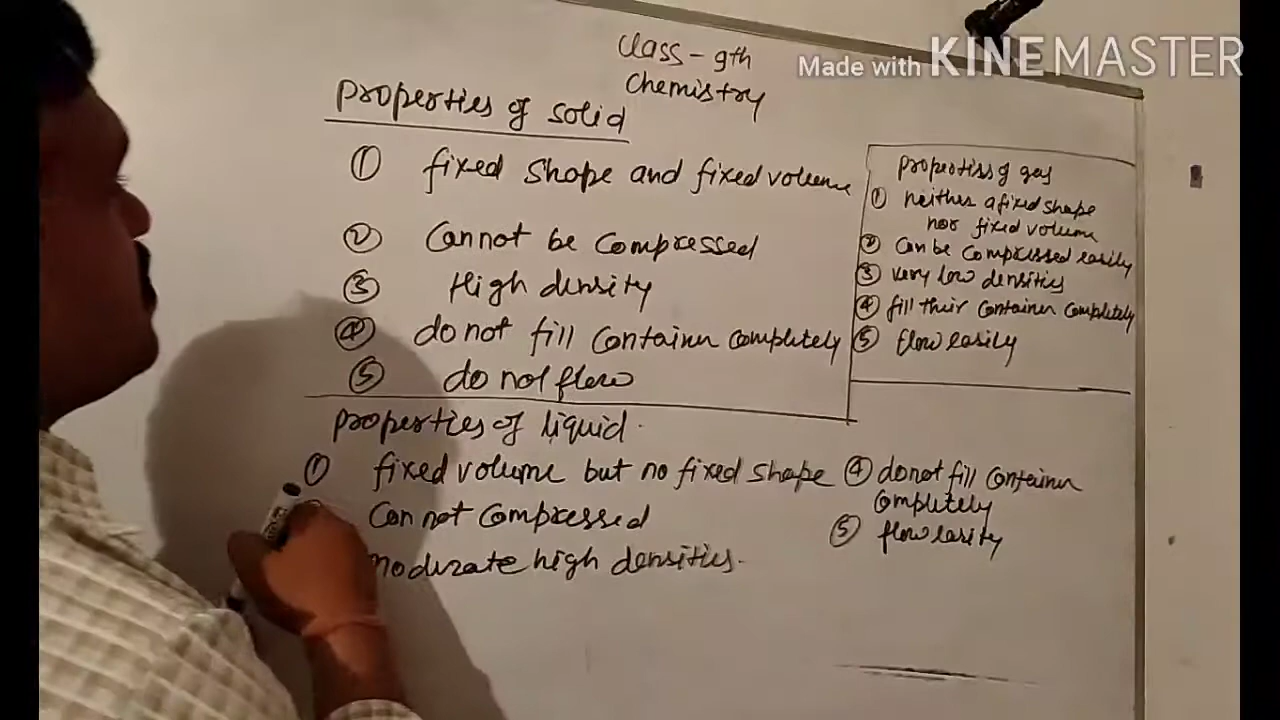 Class - 9th
Chemistry
Made with KINEMASTER
properties of solid
① fixed shape and fixed volume
② Cannot be compressed
③ High density
④ do not fill container completely
⑤ do not flow
properties of gas
① neither a fixed shape
nor fixed volume
② can be compressed easily
③ very low densities
④ fill their container completely
⑤ flow easily
properties of liquid.
① fixed volume but no fixed shape
Can not compressed
moderate high densities.
④ do not fill container
completely
⑤ flow easity